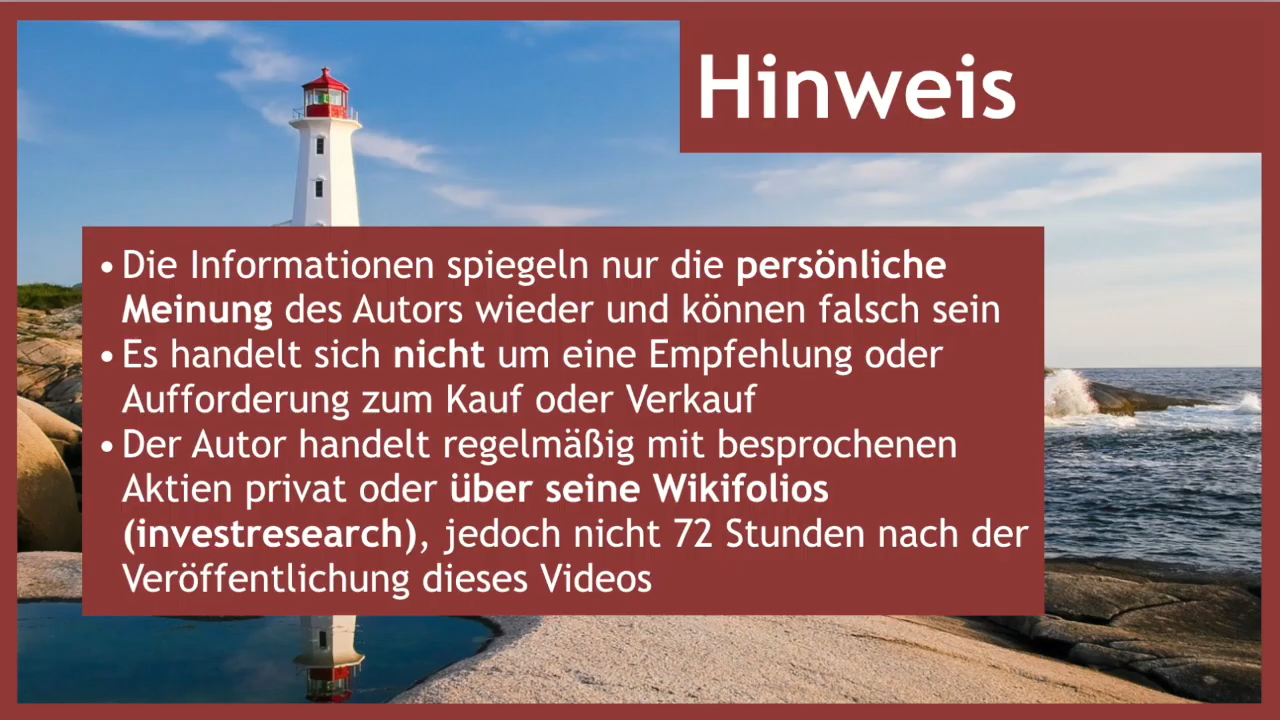 Hinweis
• Die Informationen spiegeln nur die persönliche
Meinung des Autors wieder und können falsch sein
• Es handelt sich nicht um eine Empfehlung oder
Aufforderung zum Kauf oder Verkauf
• Der Autor handelt regelmäßig mit besprochenen
Aktien privat oder über seine Wikifolios
(investresearch), jedoch nicht 72 Stunden nach der
Veröffentlichung dieses Videos